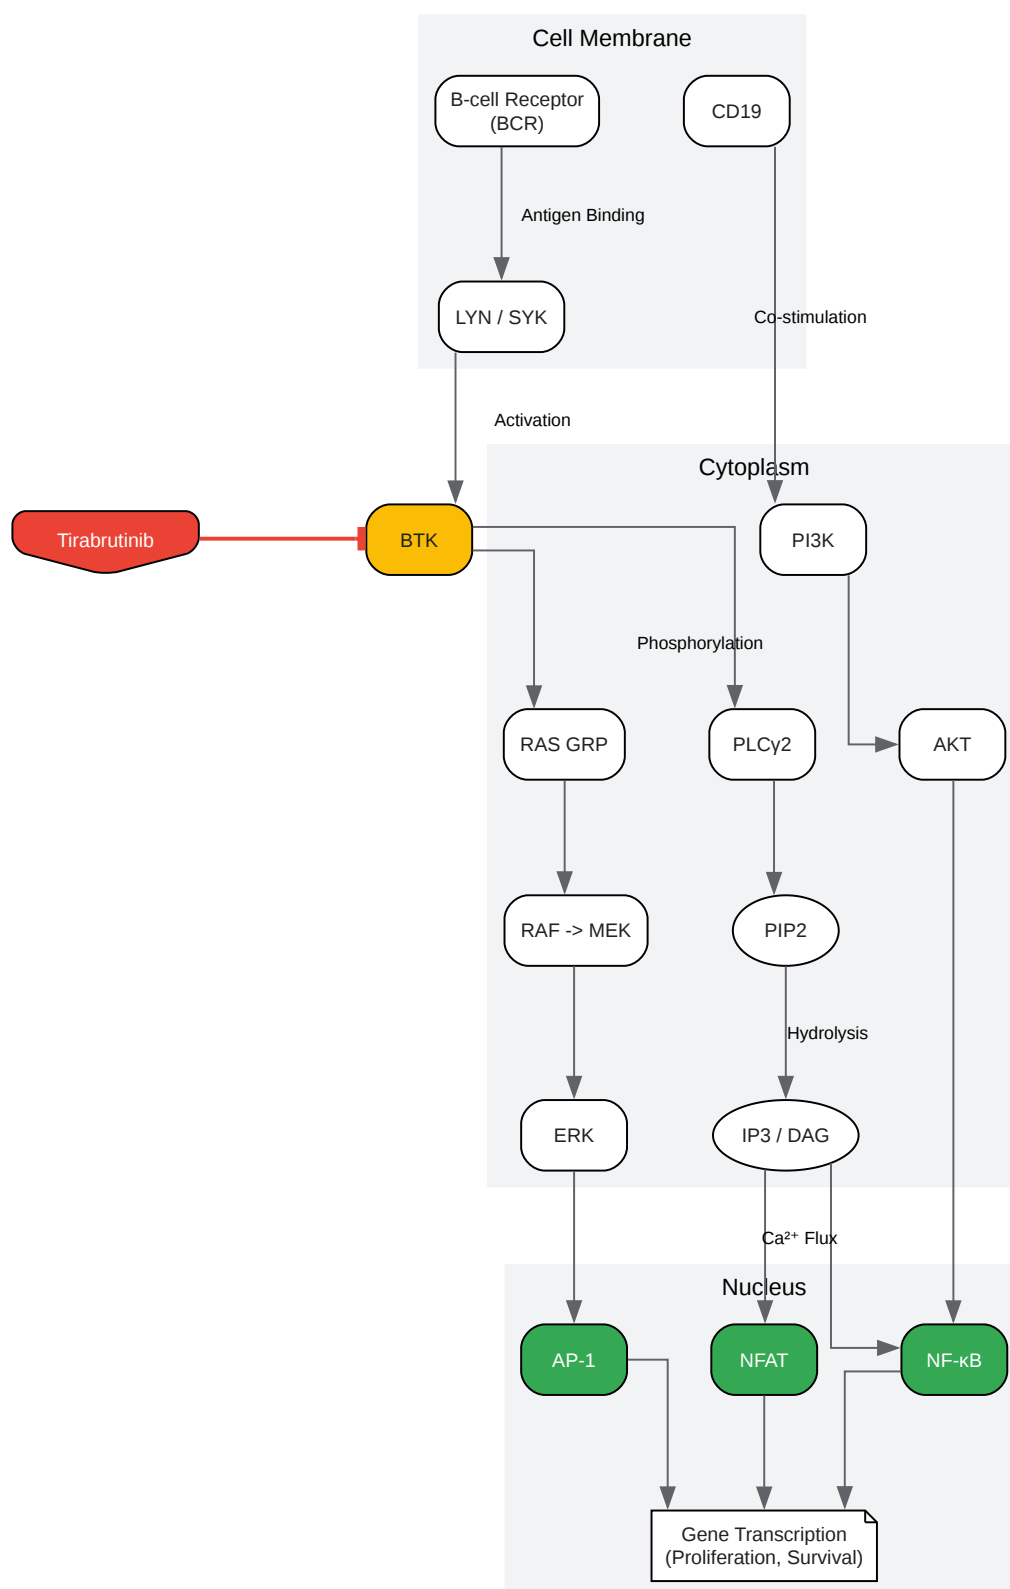 Cell Membrane
B-cell Receptor
(BCR)
CD19
Antigen Binding
LYN / SYK
Co-stimulation
Activation
Cytoplasm
Tirabrutinib
BTK
PI3K
Phosphorylation
RAS GRP
PLCγ2
AKT
RAF -> MEK
PIP2
Hydrolysis
ERK
IP3 / DAG
Ca²⁺ Flux
Nucleus
AP-1
NFAT
NF-κB
Gene Transcription
(Proliferation, Survival)